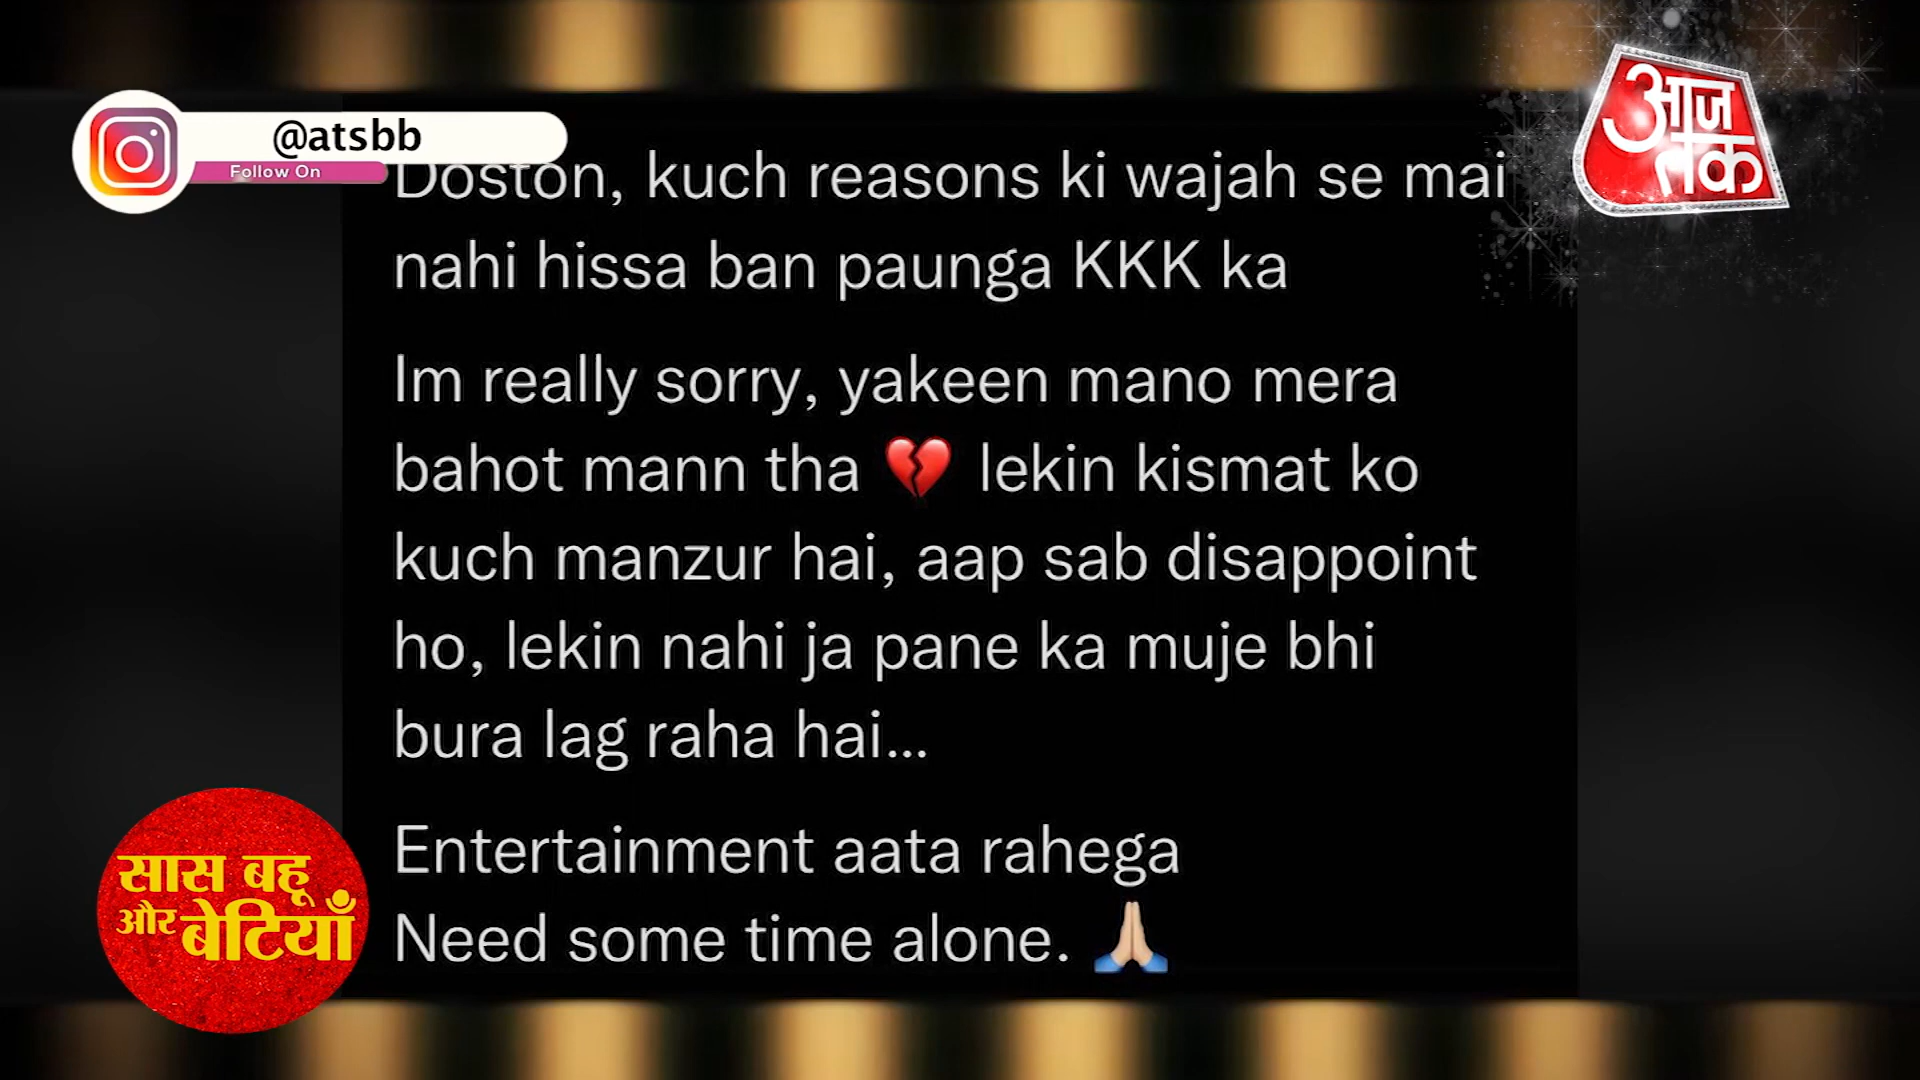 @atsbb
Follow On
आज
तक
Doston, kuch reasons ki wajah se mai
nahi hissa ban paunga KKK ka
Im really sorry, yakeen mano mera
bahot mann tha 💔 lekin kismat ko
kuch manzur hai, aap sab disappoint
ho, lekin nahi ja pane ka muje bhi
bura lag raha hai...
Entertainment aata rahega
Need some time alone. 🙏🏼
सास बहू
और बेटियाँ